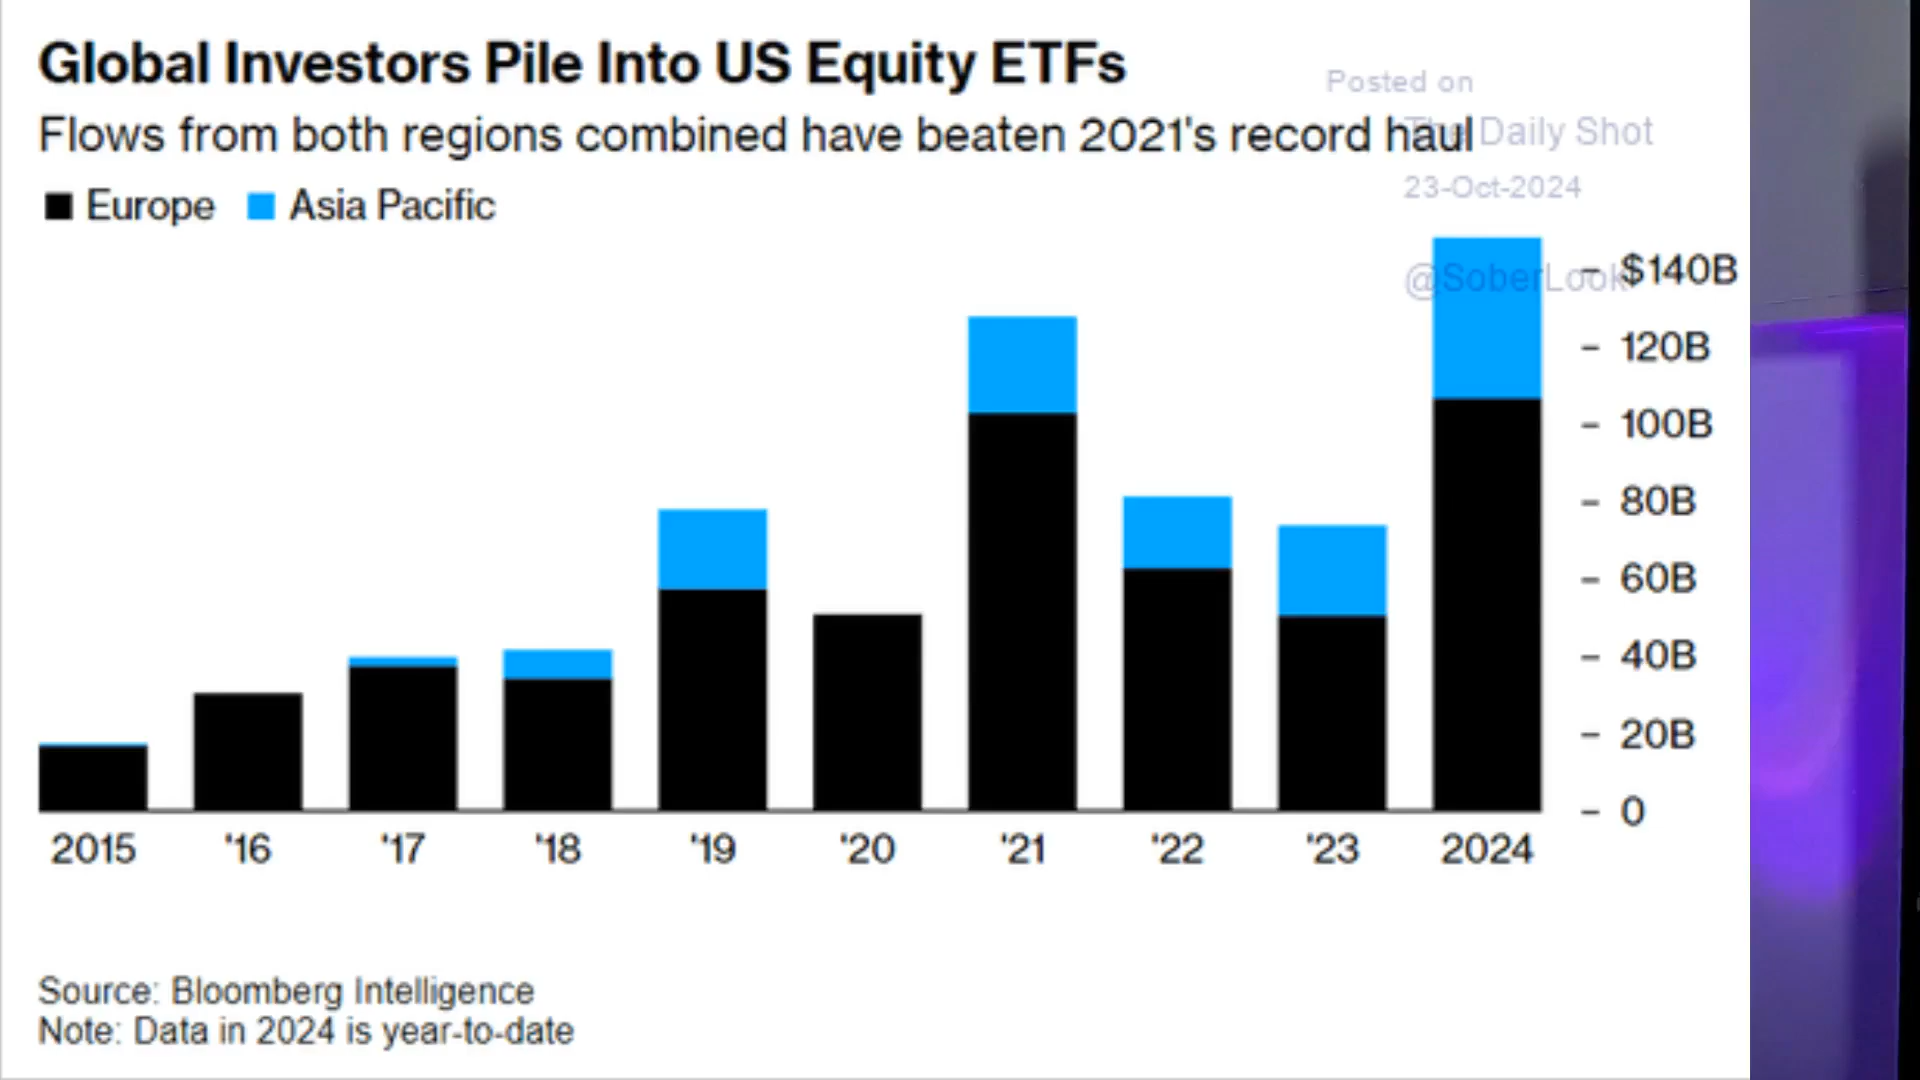 Global Investors Pile Into US Equity ETFs
Posted on
Flows from both regions combined have beaten 2021's record haul
The Daily Shot
23-Oct-2024
Europe Asia Pacific
@SoberLook
$140B
120B
100B
80B
60B
40B
20B
0
2015 '16 '17 '18 '19 '20 '21 '22 '23 2024
Source: Bloomberg Intelligence
Note: Data in 2024 is year-to-date